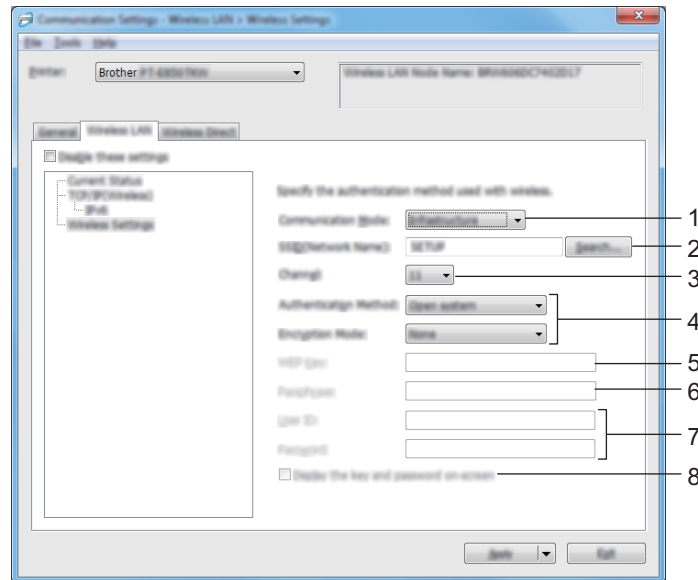 Communication Settings - Wireless LAN > Wireless Settings
File Tools Help
Printer: Brother PT-E850TKW
Wireless LAN Node Name: BRW606DC7402D17
General Wireless LAN Wireless Direct
Disable these settings
Current Status
TCP/IP(Wireless)
IPv6
Wireless Settings
Specify the authentication method used with wireless.
Communication Mode: Infrastructure 1
SSID(Network Name): SETUP Search... 2
Channel: 11 3
Authentication Method: Open system 4
Encryption Mode: None
WEP Key: 5
Passphrase: 6
User ID: 7
Password:
Display the key and password on-screen 8
Apply Exit